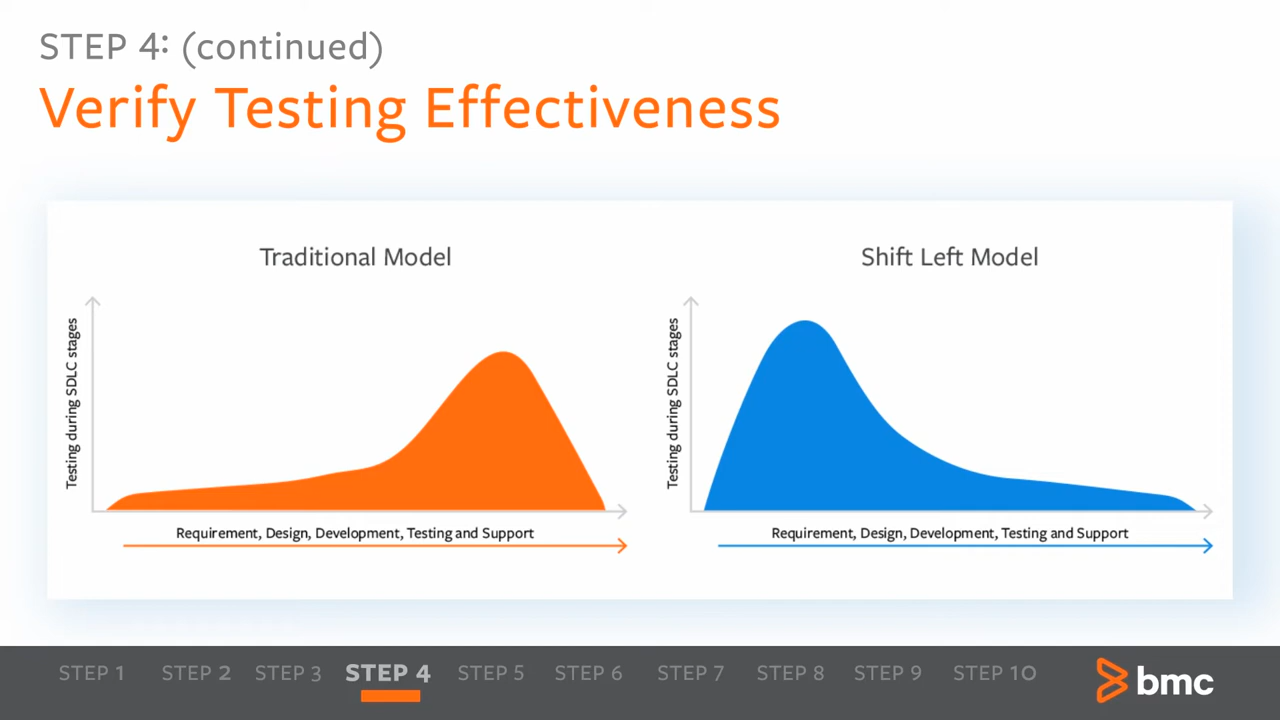 STEP 4: (continued)
Verify Testing Effectiveness
Traditional Model
Testing during SDLC stages
Requirement, Design, Development, Testing and Support
Shift Left Model
Testing during SDLC stages
Requirement, Design, Development, Testing and Support
STEP 1 STEP 2 STEP 3 STEP 4 STEP 5 STEP 6 STEP 7 STEP 8 STEP 9 STEP 10
bmc